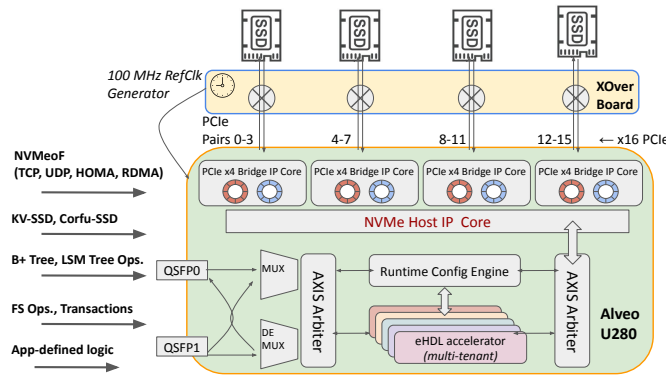 SSD SSD SSD SSD
100 MHz RefClk
Generator
XOver
Board
PCIe
Pairs 0-3 4-7 8-11 12-15 ← x16 PCIe
NVMeoF
(TCP, UDP, HOMA, RDMA)
PCIe x4 Bridge IP Core PCIe x4 Bridge IP Core PCIe x4 Bridge IP Core PCIe x4 Bridge IP Core
NVMe Host IP Core
KV-SSD, Corfu-SSD
B+ Tree, LSM Tree Ops.
QSFP0
MUX
AXIS Arbiter
Runtime Config Engine
AXIS Arbiter
FS Ops., Transactions
Alveo
U280
QSFP1
DE
MUX
eHDL accelerator
(multi-tenant)
App-defined logic